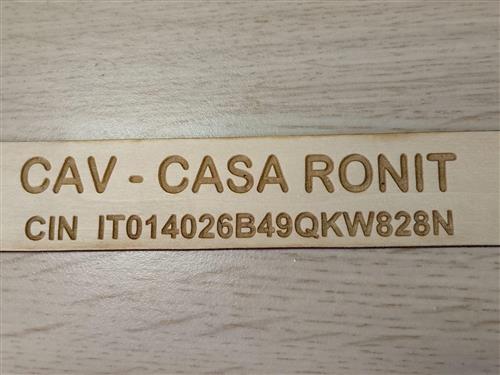 CAV - CASA RONIT
CIN IT014026B49QKW828N